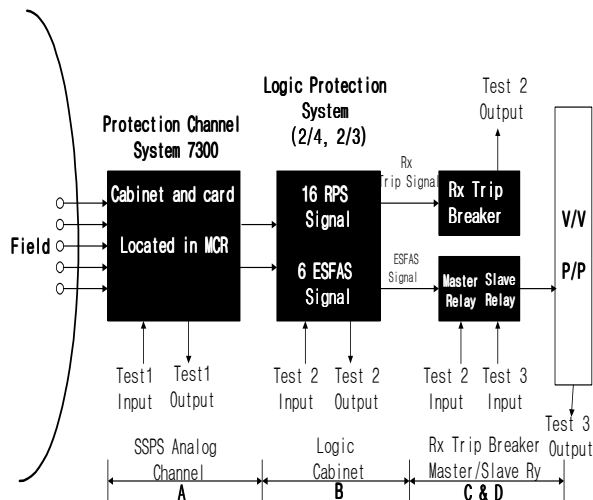 Logic Protection
System
(2/4, 2/3)
Test 2
Output
Protection Channel
System 7300
Rx
Trip Signal
Cabinet and card
Located in MCR
16 RPS
Signal
6 ESFAS
Signal
Rx Trip
Breaker
Field
ESFAS
Signal
Master
Relay
Slave
Relay
V/V
P/P
Test1
Input
Test1
Output
Test 2
Input
Test 2
Output
Test 2
Input
Test 3
Input
Test 3
Output
SSPS Analog
Channel
Logic
Cabinet
Rx Trip Breaker
Master/Slave Ry
A
B
C & D